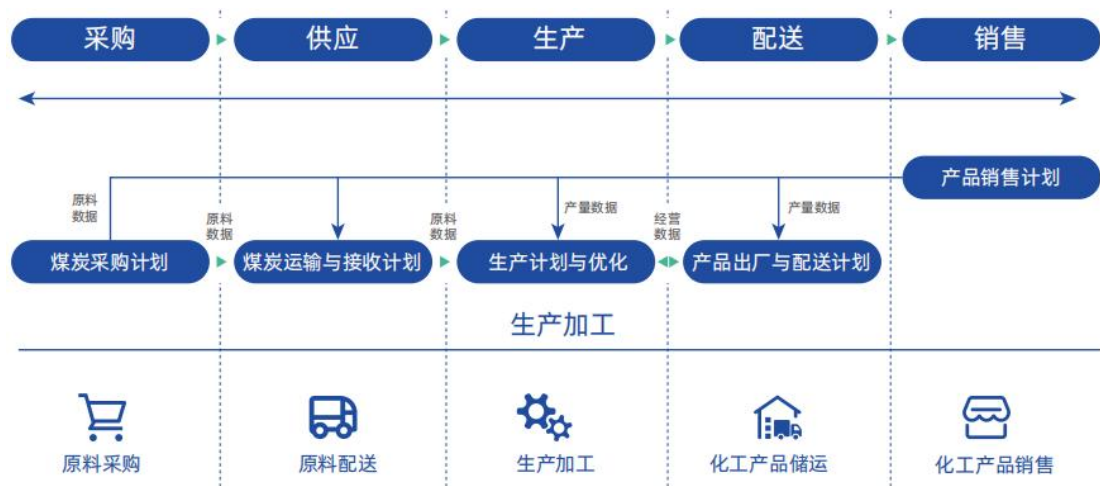 采购
供应
生产
配送
销售
产品销售计划
原料
数据
原料
数据
原料
数据
产量数据
经营
数据
产量数据
煤炭采购计划
煤炭运输与接收计划
生产计划与优化
产品出厂与配送计划
生产加工
原料采购
原料配送
生产加工
化工产品储运
化工产品销售